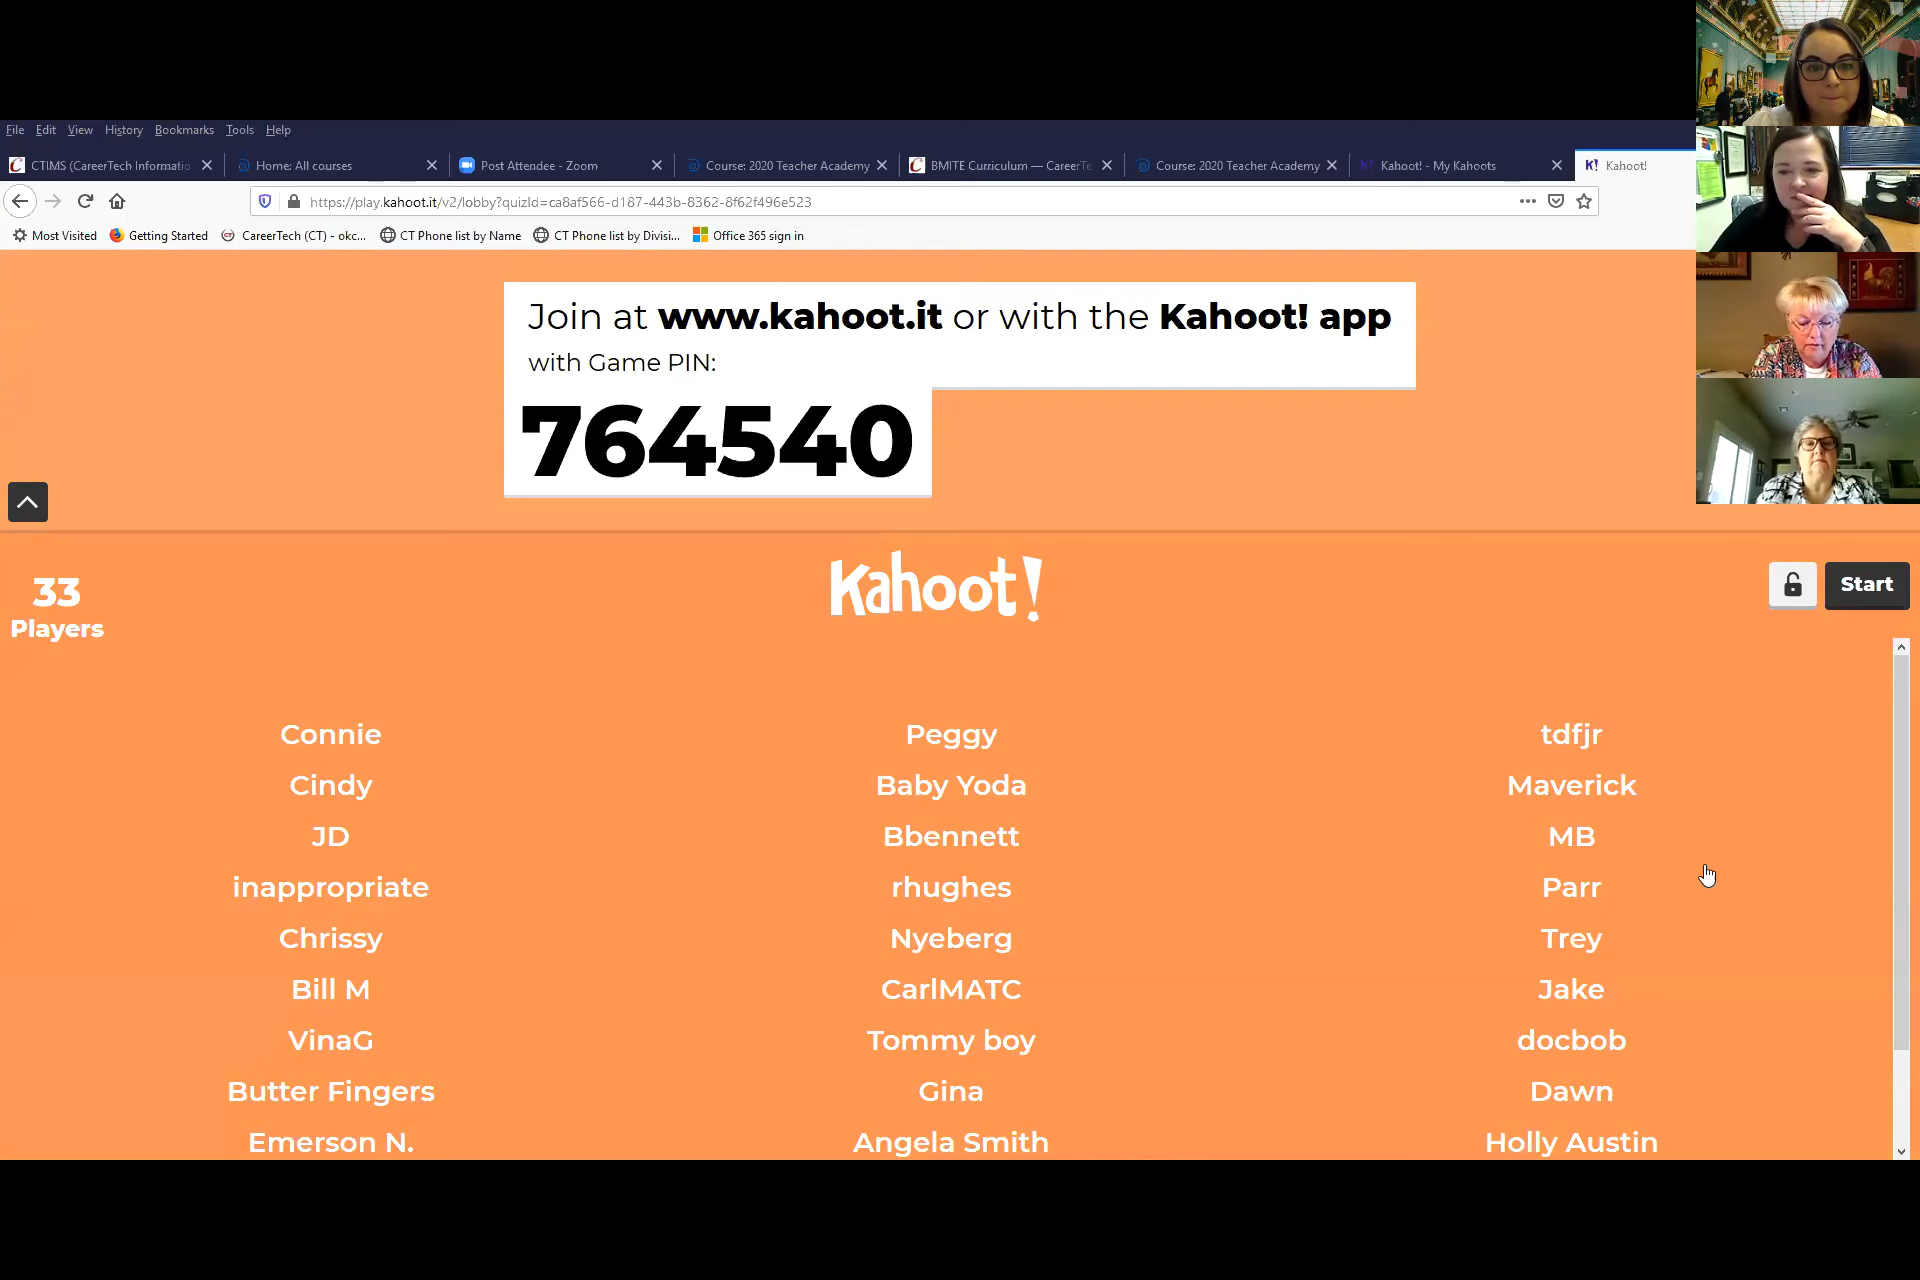 File Edit View History Bookmarks Tools Help
CTIMS (CareerTech Informatio Home: All courses Post Attendee - Zoom Course: 2020 Teacher Academy BMITE Curriculum — CareerTe Course: 2020 Teacher Academy Kahoot! - My Kahoots K! Kahoot!
https://play.kahoot.it/v2/lobby?quizId=ca8af566-d187-443b-8362-8f62f496e523
Most Visited Getting Started CareerTech (CT) - okc... CT Phone list by Name CT Phone list by Divisi... Office 365 sign in
Join at www.kahoot.it or with the Kahoot! app
with Game PIN:
764540
33
Players
Kahoot!
Start
Connie Peggy tdfjr
Cindy Baby Yoda Maverick
JD Bbennett MB
inappropriate rhughes Parr
Chrissy Nyeberg Trey
Bill M CarlMATC Jake
VinaG Tommy boy docbob
Butter Fingers Gina Dawn
Emerson N. Angela Smith Holly Austin